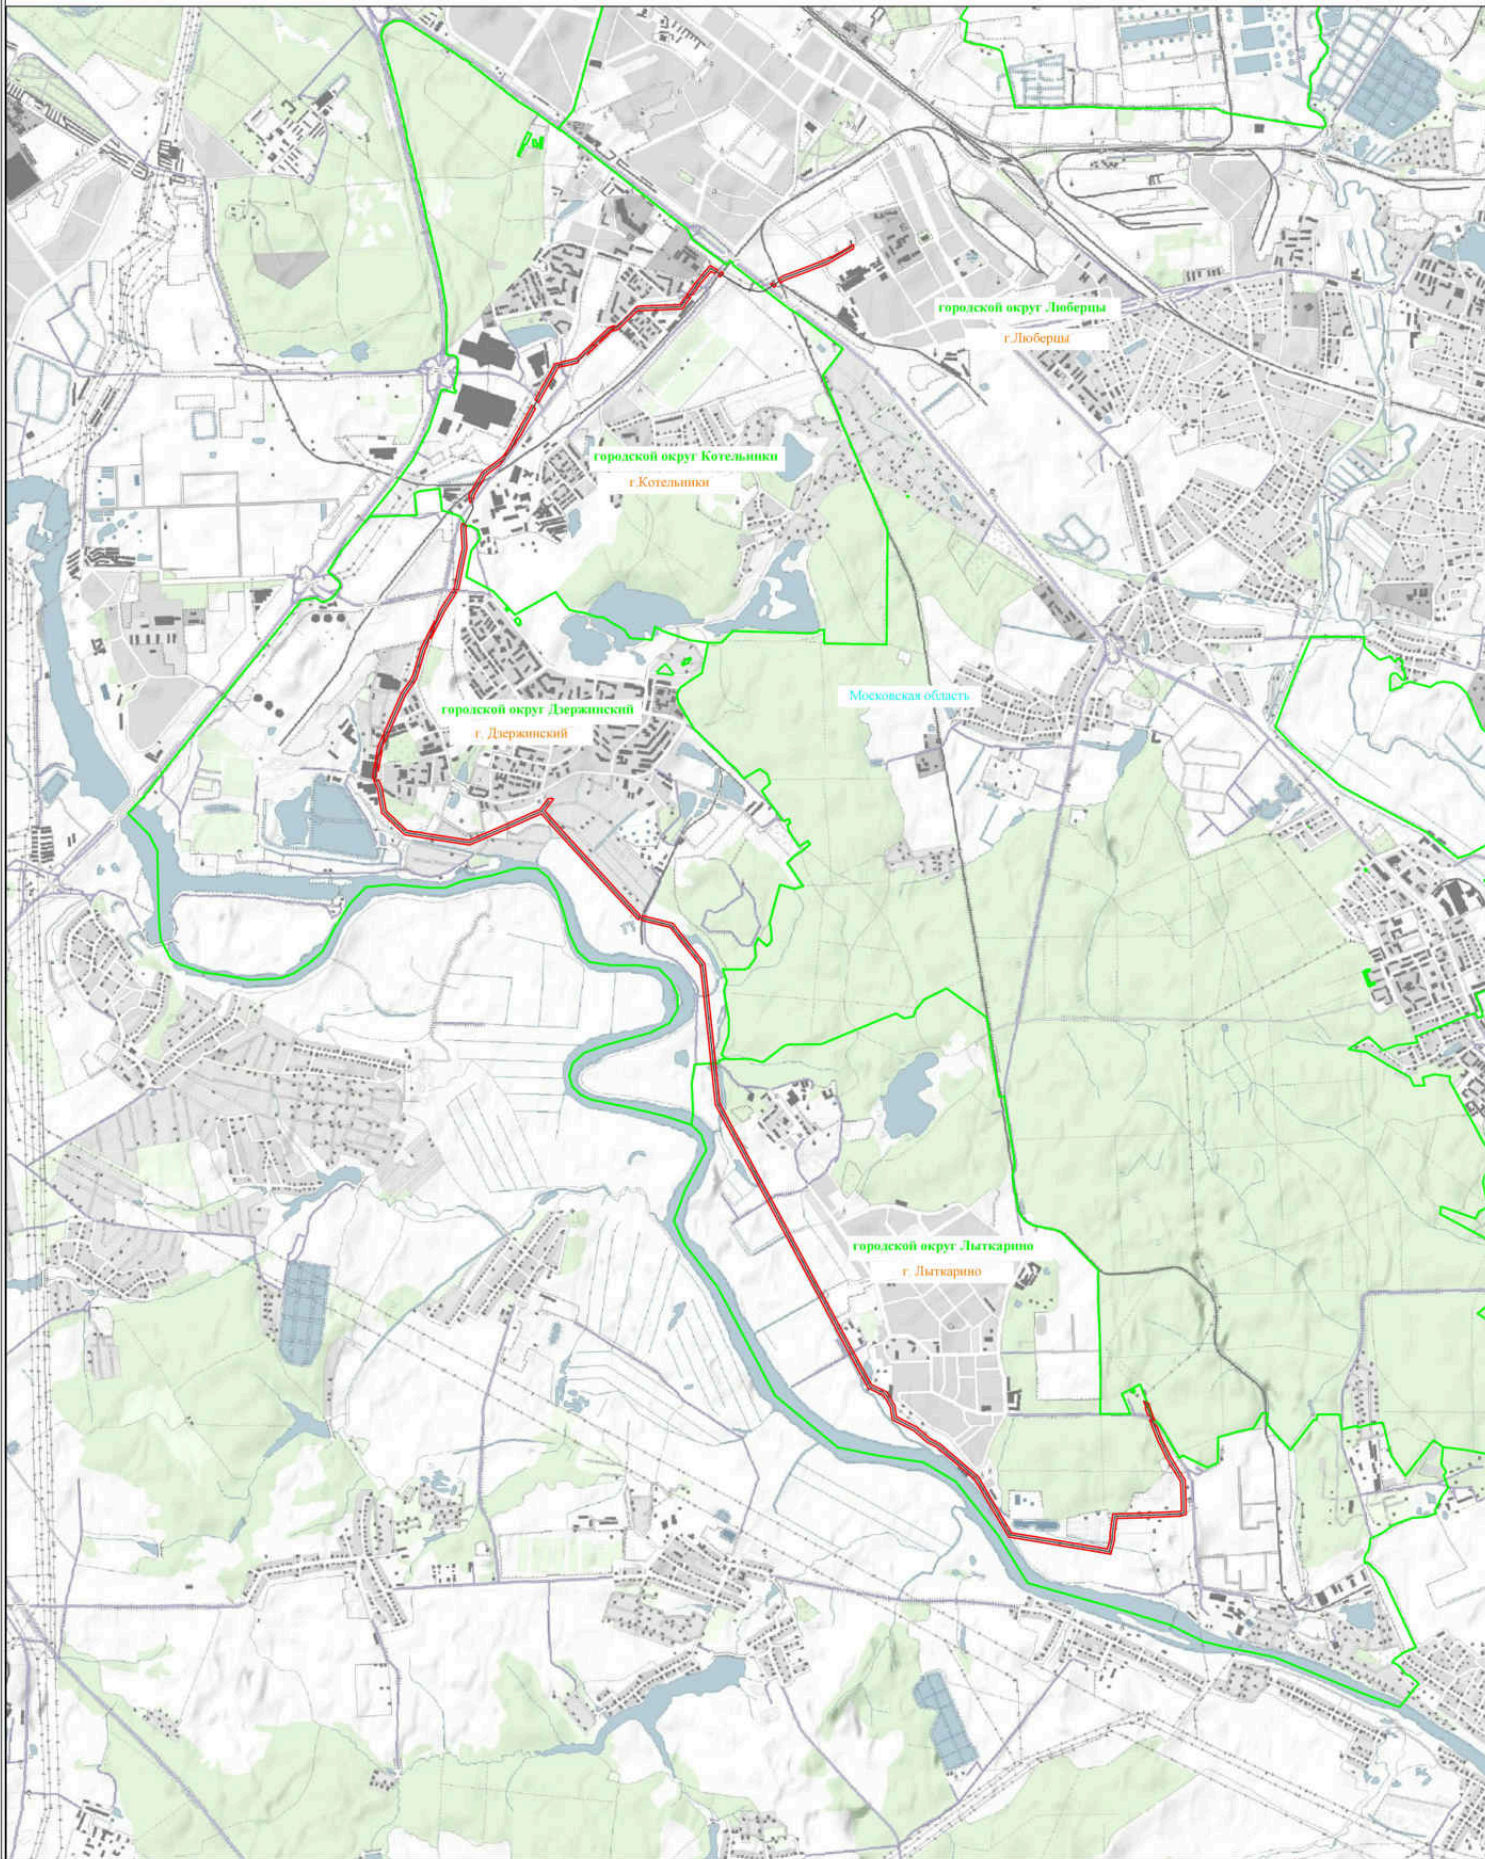 городской округ Люберцы
г.Люберцы
городской округ Котельники
г.Котельники
Московская область
городской округ Дзержинский
г. Дзержинский
городской округ Лыткарино
г. Лыткарино